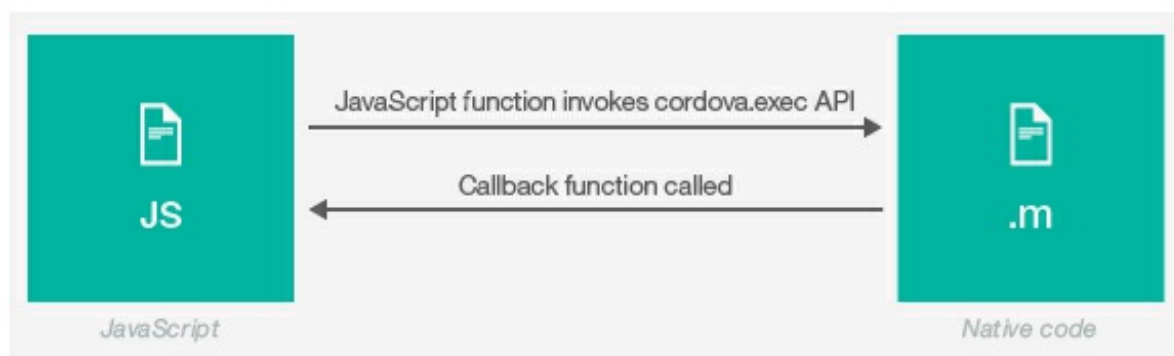 JavaScript function invokes cordova.exec API
Callback function called
JS
.m
JavaScript
Native code